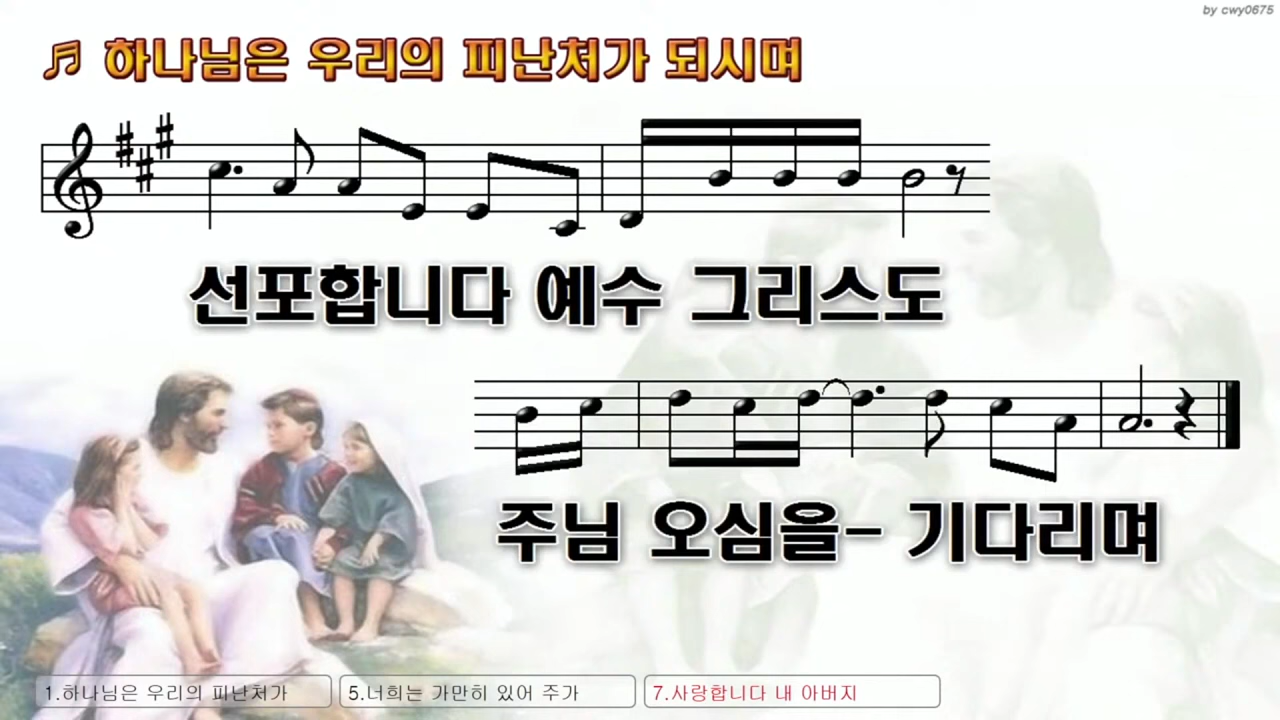 by cwy0675
하나님은 우리의 피난처가 되시며
선포합니다 예수 그리스도
주님 오심을- 기다리며
1.하나님은 우리의 피난처가
5.너희는 가만히 있어 주가
7.사랑합니다 내 아버지